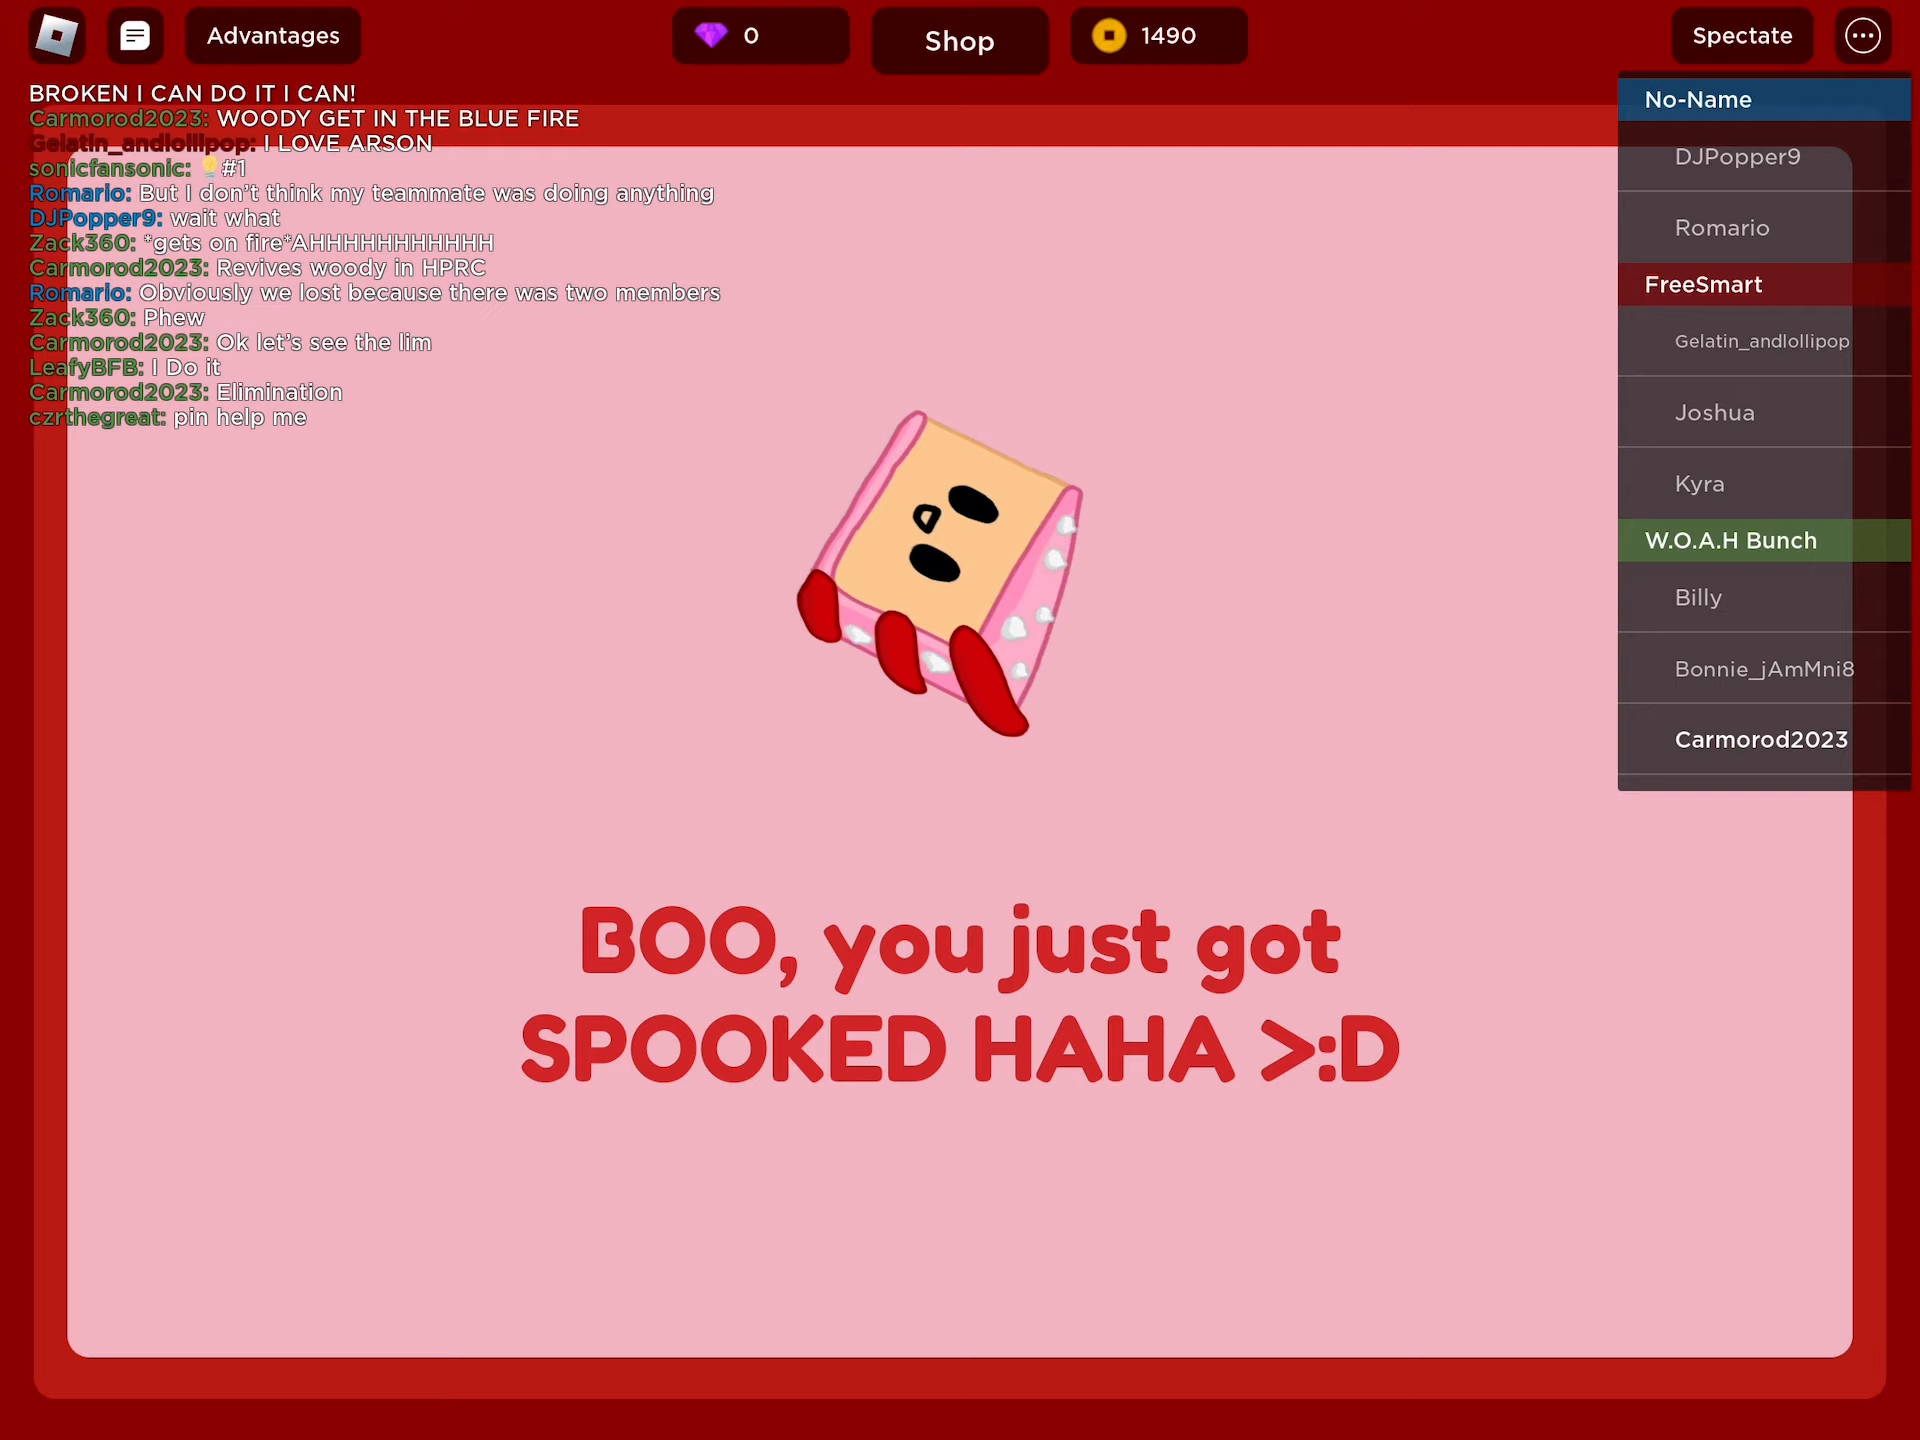 Advantages
0
Shop
1490
Spectate
BROKEN I CAN DO IT I CAN!
Carmorod2023: WOODY GET IN THE BLUE FIRE
Gelatin_andlollipop: I LOVE ARSON
sonicfansonic: 💡#1
Romario: But I don't think my teammate was doing anything
DJPopper9: wait what
Zack360: *gets on fire*AHHHHHHHHHHHH
Carmorod2023: Revives woody in HPRC
Romario: Obviously we lost because there was two members
Zack360: Phew
Carmorod2023: Ok let's see the lim
LeafyBFB: I Do it
Carmorod2023: Elimination
czrthegreat: pin help me
No-Name
DJPopper9
Romario
FreeSmart
Gelatin_andlollipop
Joshua
Kyra
W.O.A.H Bunch
Billy
Bonnie_jAmMni8
Carmorod2023
BOO, you just got
SPOOKED HAHA >:D